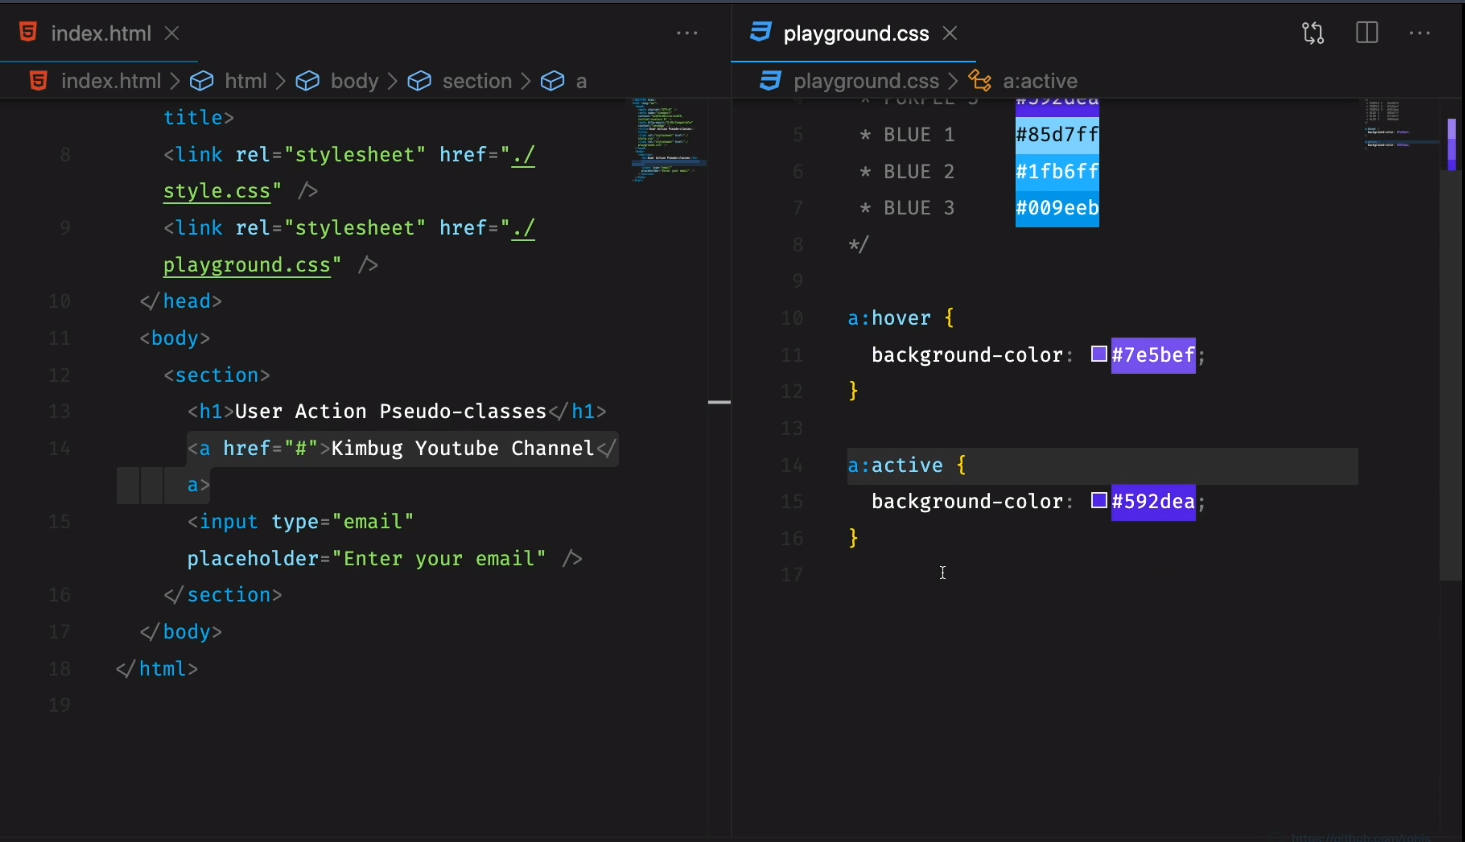 index.html
index.html > html > body > section > a
title>
8 <link rel="stylesheet" href="./
style.css" />
9 <link rel="stylesheet" href="./
playground.css" />
10 </head>
11 <body>
12 <section>
13 <h1>User Action Pseudo-classes</h1>
14 <a href="#">Kimbug Youtube Channel</
a>
15 <input type="email"
placeholder="Enter your email" />
16 </section>
17 </body>
18 </html>
19
playground.css
playground.css > a:active
* PURPLE 3 #592dea
5 * BLUE 1 #85d7ff
6 * BLUE 2 #1fb6ff
7 * BLUE 3 #009eeb
8 */
9
10 a:hover {
11 background-color: #7e5bef;
12 }
13
14 a:active {
15 background-color: #592dea;
16 }
17